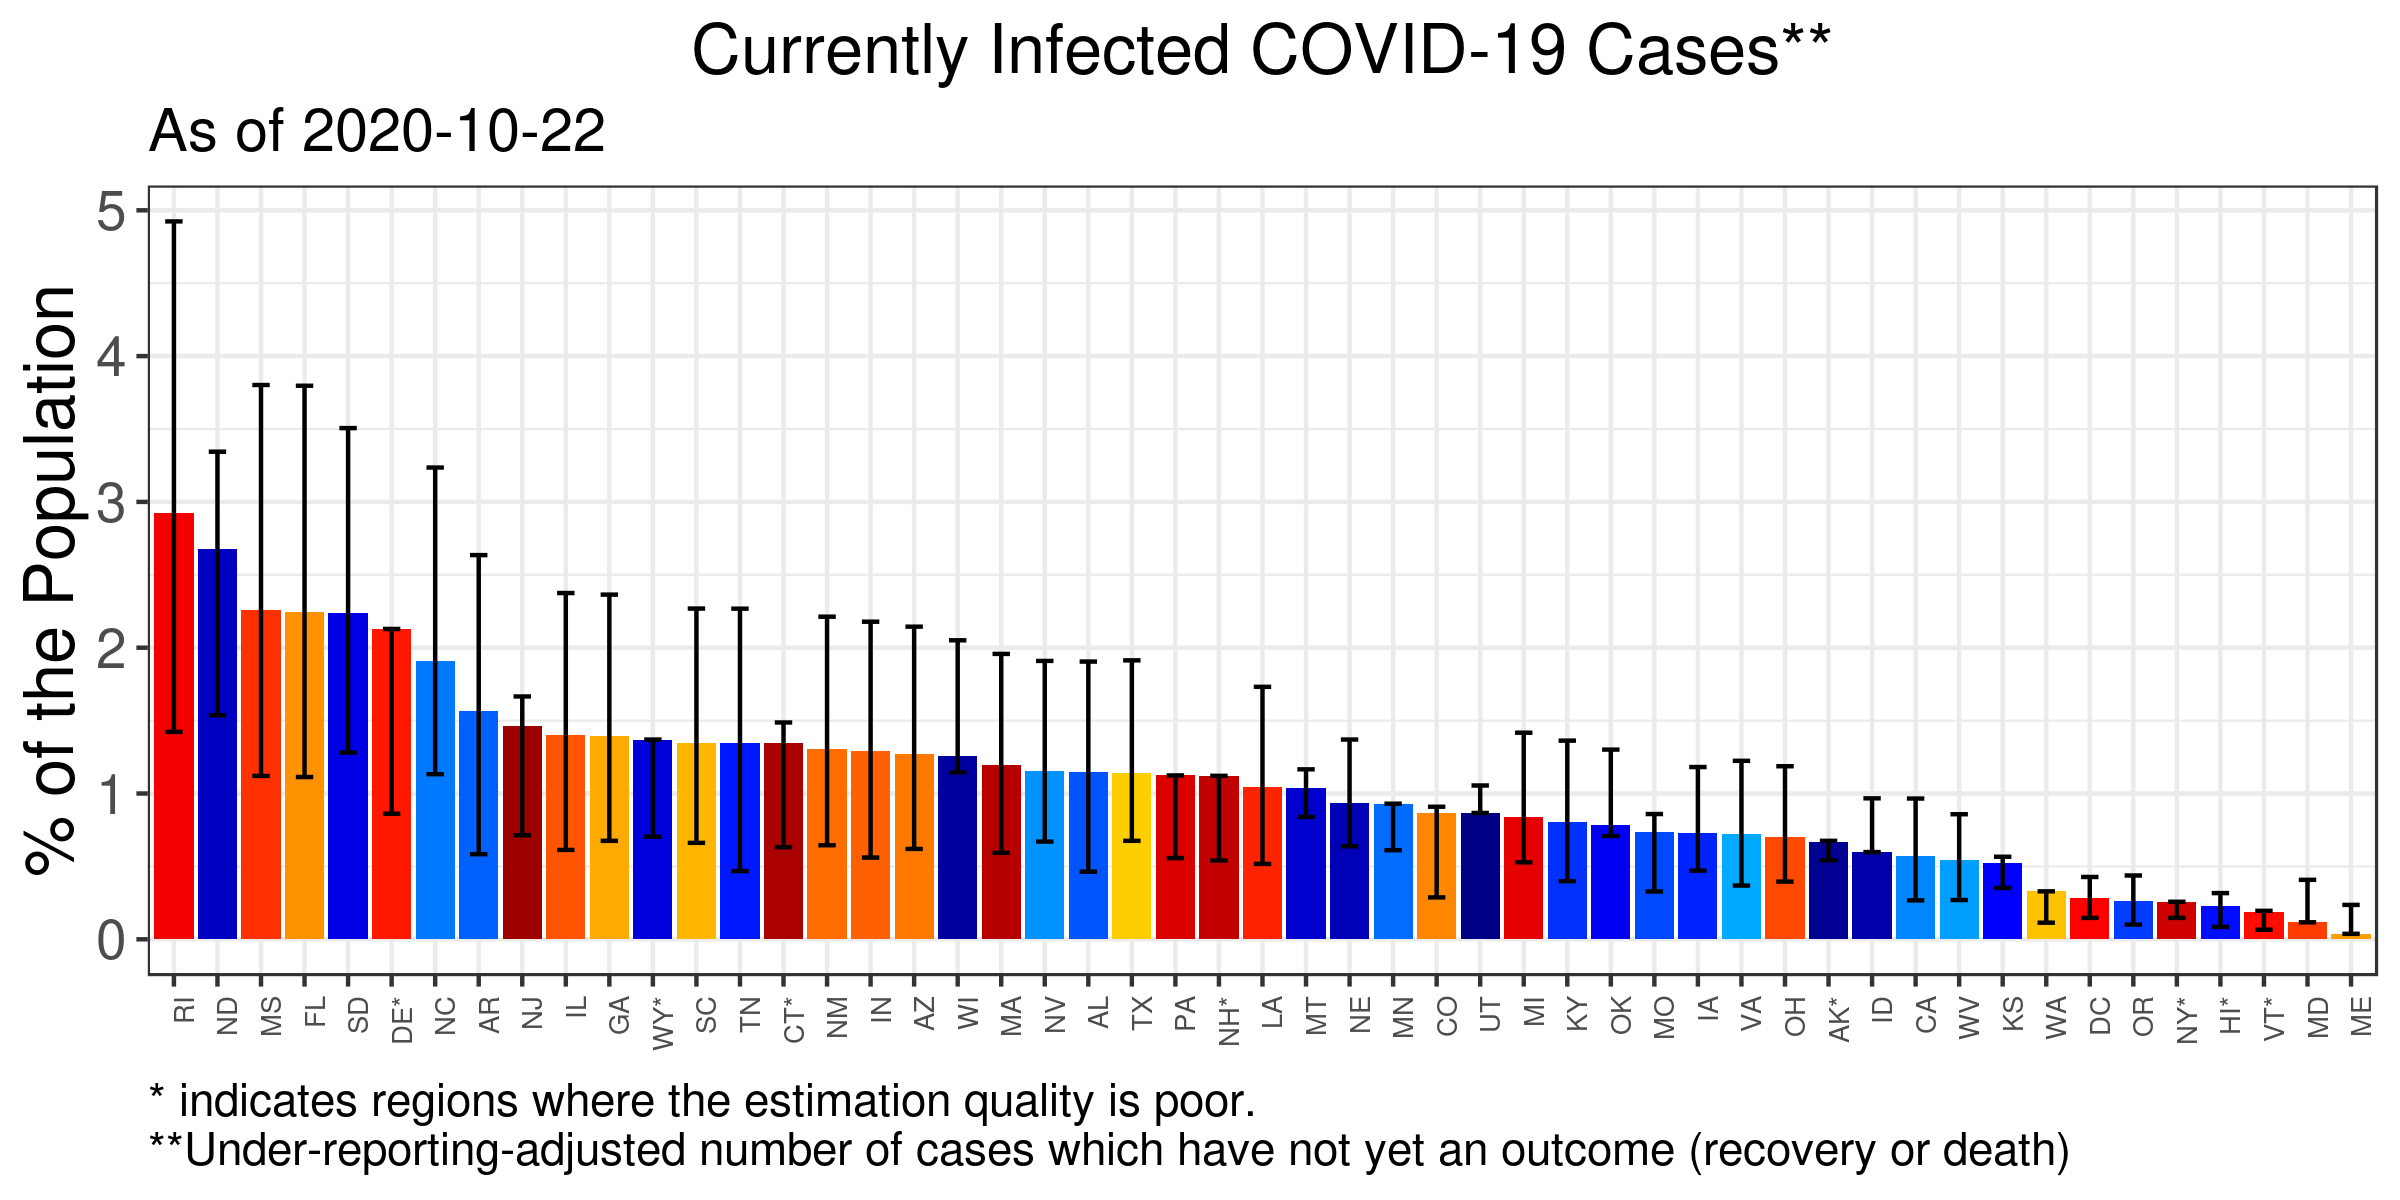 Currently Infected COVID-19 Cases**
As of 2020-10-22
% of the Population
5
4
3
2
1
0
RI ND MS FL SD DE* NC AR NJ IL GA WY* SC TN CT* NM IN AZ WI MA NV AL TX PA NH* LA MT NE MN CO UT MI KY OK MO IA VA OH AK* ID CA WV KS WA DC OR NY* HI* VT* MD ME
* indicates regions where the estimation quality is poor.
**Under-reporting-adjusted number of cases which have not yet an outcome (recovery or death)